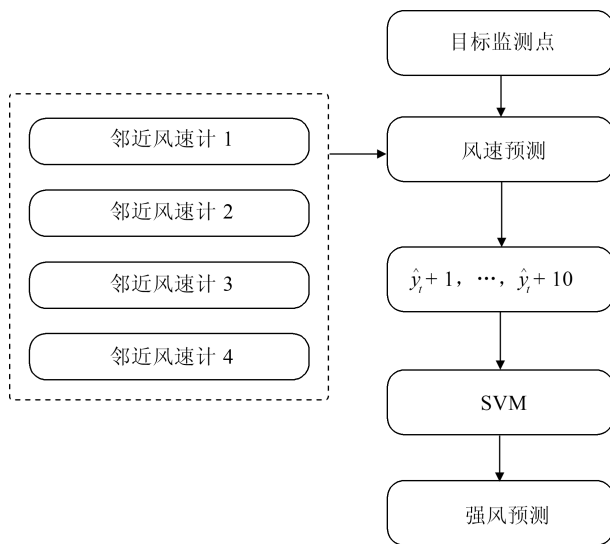 目标监测点
邻近风速计 1
邻近风速计 2
邻近风速计 3
邻近风速计 4
风速预测
ŷt + 1，…，ŷt + 10
SVM
强风预测